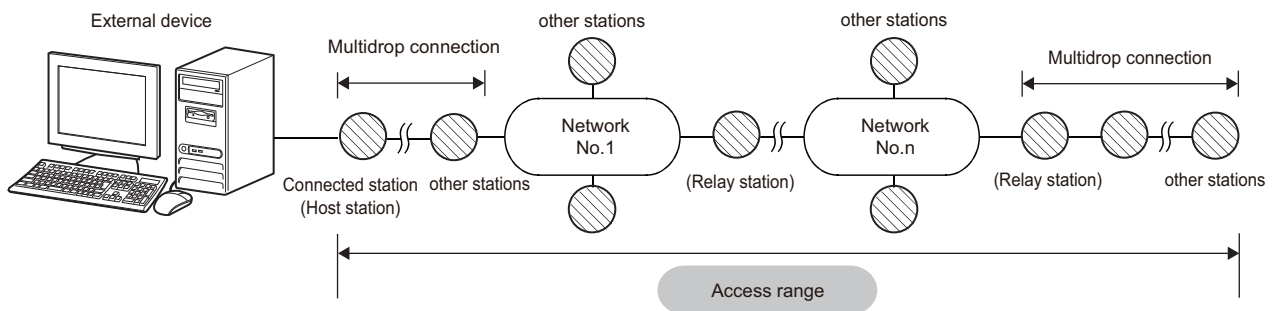 External device
other stations
other stations
Multidrop connection
Multidrop connection
Network
No.1
Network
No.n
Connected station
(Host station)
other stations
(Relay station)
(Relay station)
other stations
Access range